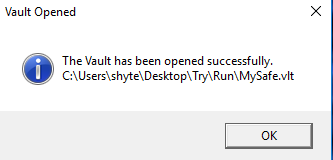 Vault Opened
The Vault has been opened successfully.
C:\Users\shyte\Desktop\Try\Run\MySafe.vlt
OK